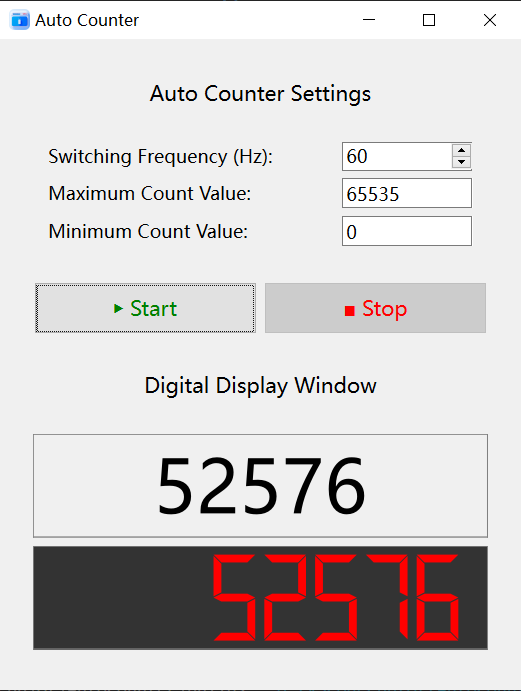 Auto Counter
Auto Counter Settings
Switching Frequency (Hz): 60
Maximum Count Value: 65535
Minimum Count Value: 0
▶ Start ■ Stop
Digital Display Window
52576
52576